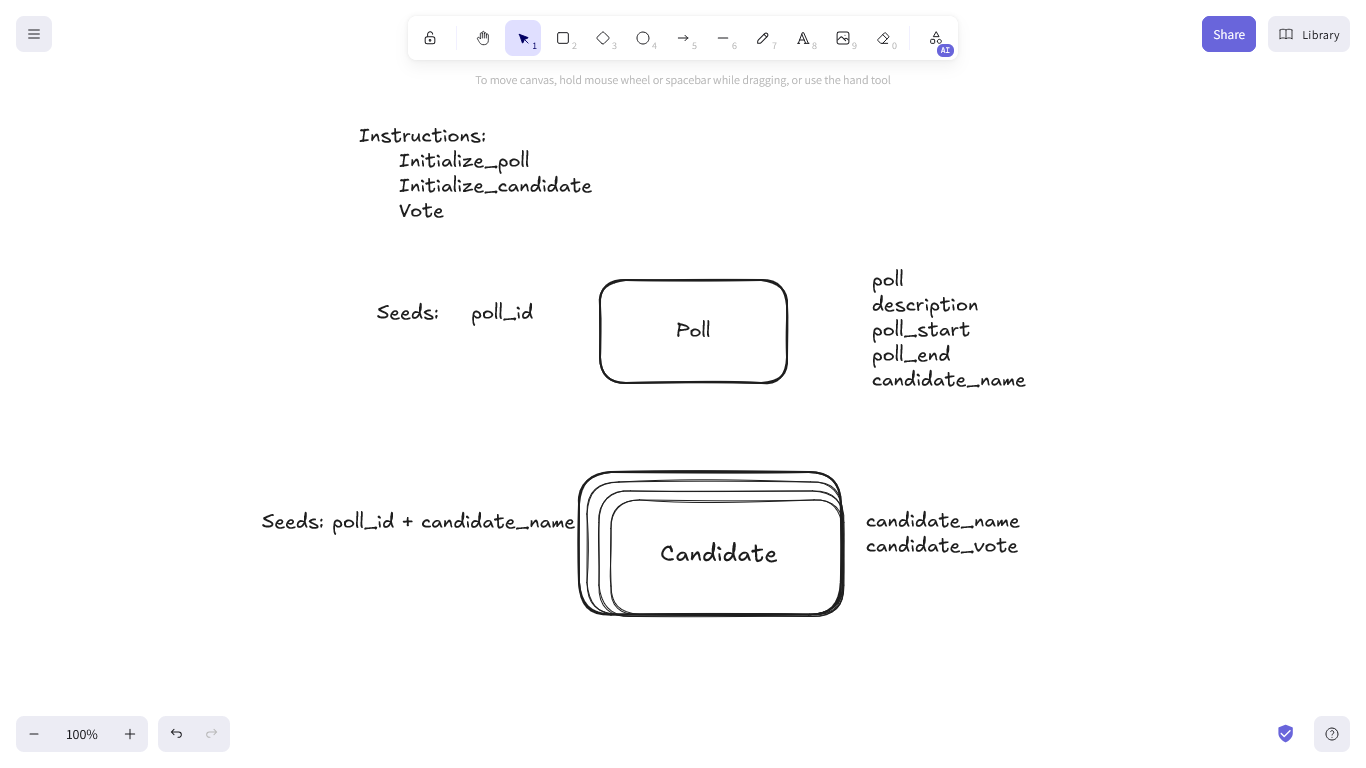 1
2
3
4
5
6
7
8
9
0
AI
Share
Library
To move canvas, hold mouse wheel or spacebar while dragging, or use the hand tool
Instructions:
Initialize_poll
Initialize_candidate
Vote
Seeds: poll_id
Poll
poll
description
poll_start
poll_end
candidate_name
Seeds: poll_id + candidate_name
Candidate
candidate_name
candidate_vote
100%